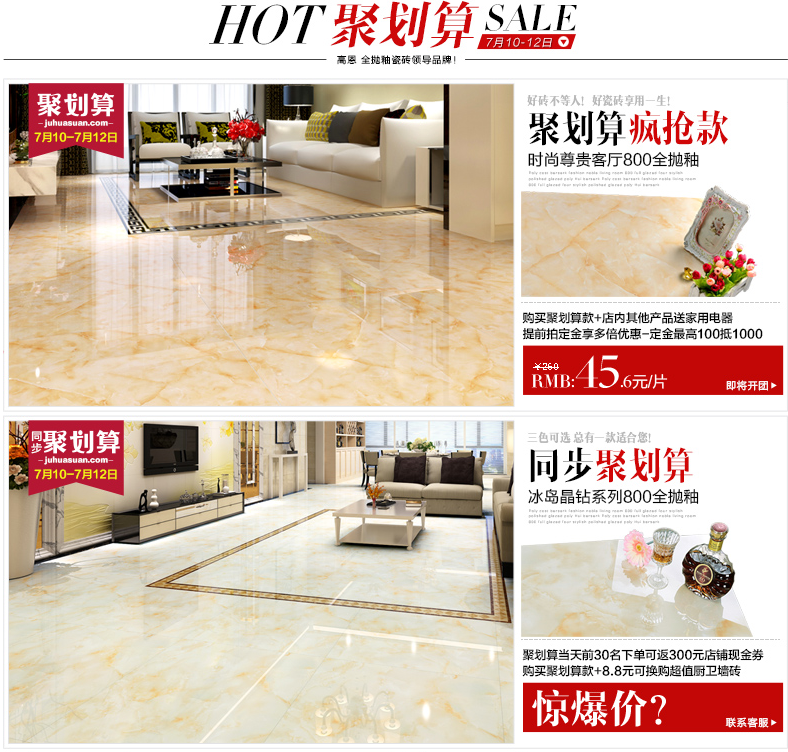 HOT 聚划算 SALE
7月10-12日
高恩 全抛釉瓷砖领导品牌！
聚划算
juhuasuan.com
7月10-7月12日
好砖不等人！好瓷砖享用一生！
聚划算疯抢款
时尚尊贵客厅800全抛釉
购买聚划算款+店内其他产品送家用电器
提前拍定金享多倍优惠-定金最高100抵1000
¥260
RMB:45.6元/片
即将开团
同步聚划算
juhuasuan.com
7月10-7月12日
三色可选 总有一款适合您！
同步聚划算
冰岛晶钻系列800全抛釉
聚划算当天前30名下单可返300元店铺现金券
购买聚划算款+8.8元可换购超值厨卫墙砖
惊爆价？
联系客服